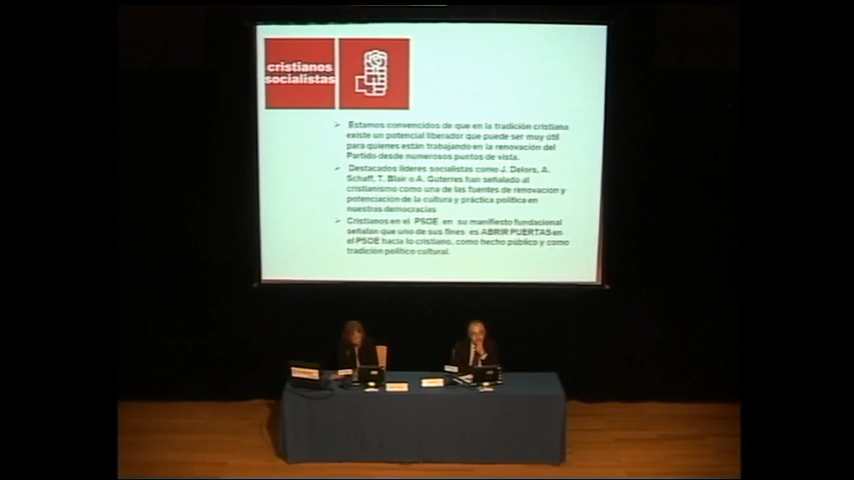 cristianos
socialistas
➢ Estamos convencidos de que en la tradición cristiana
existe un potencial liberador que puede ser muy útil
para quienes están trabajando en la renovación del
Partido desde numerosos puntos de vista.
➢ Destacados líderes socialistas como J. Delors, A.
Schaff, T. Blair o A. Guterres han señalado al
cristianismo como una de las fuentes de renovación y
potenciación de la cultura y práctica política en
nuestras democracias
➢ Cristianos en el PSOE en su manifiesto fundacional
señalan que uno de sus fines es ABRIR PUERTAS en
el PSOE hacia lo cristiano, como hecho público y como
tradición político-cultural.